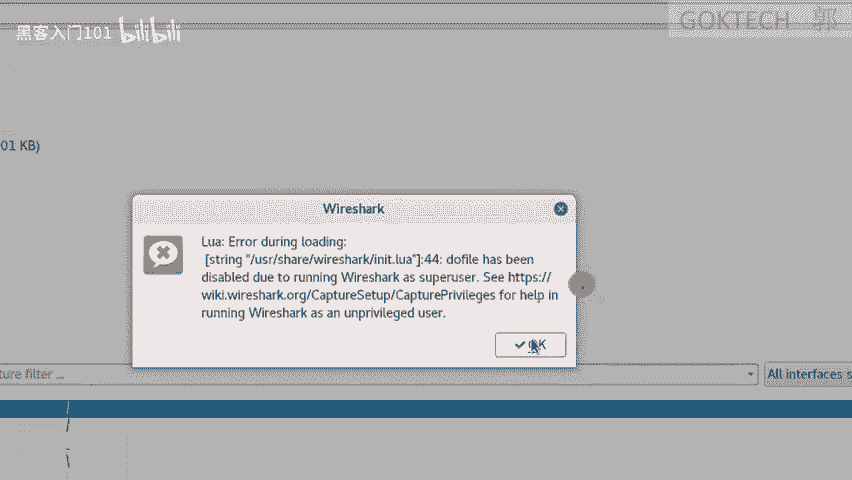 黑客入门101 bilibili
GOKTECH 郭
01 KB)
Wireshark
Lua: Error during loading:
[string "/usr/share/wireshark/init.lua"]:44: dofile has been
disabled due to running Wireshark as superuser. See https://
wiki.wireshark.org/CaptureSetup/CapturePrivileges for help in
running Wireshark as an unprivileged user.
OK
ture filter ...
All interfaces s